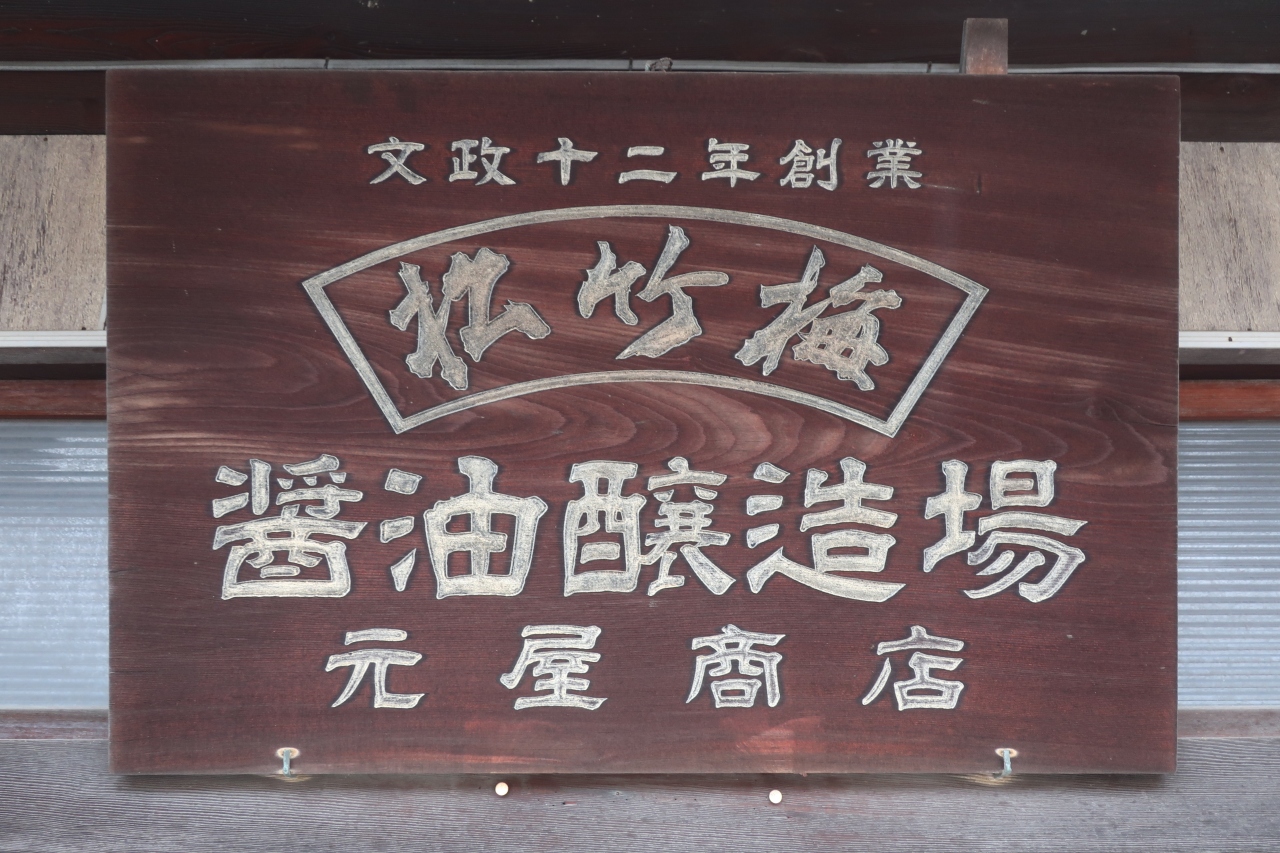 文政十二年創業
松竹梅
醤油醸造場
元屋商店